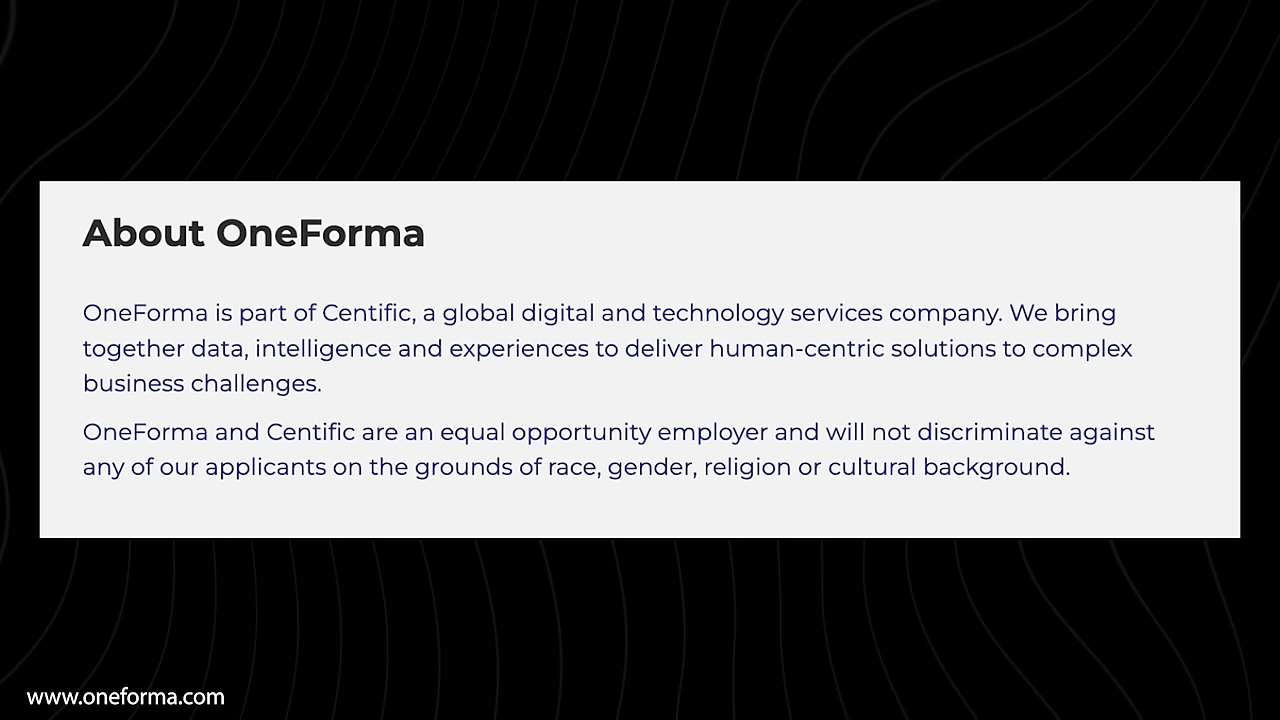 About OneForma
OneForma is part of Centific, a global digital and technology services company. We bring
together data, intelligence and experiences to deliver human-centric solutions to complex
business challenges.
OneForma and Centific are an equal opportunity employer and will not discriminate against
any of our applicants on the grounds of race, gender, religion or cultural background.
www.oneforma.com